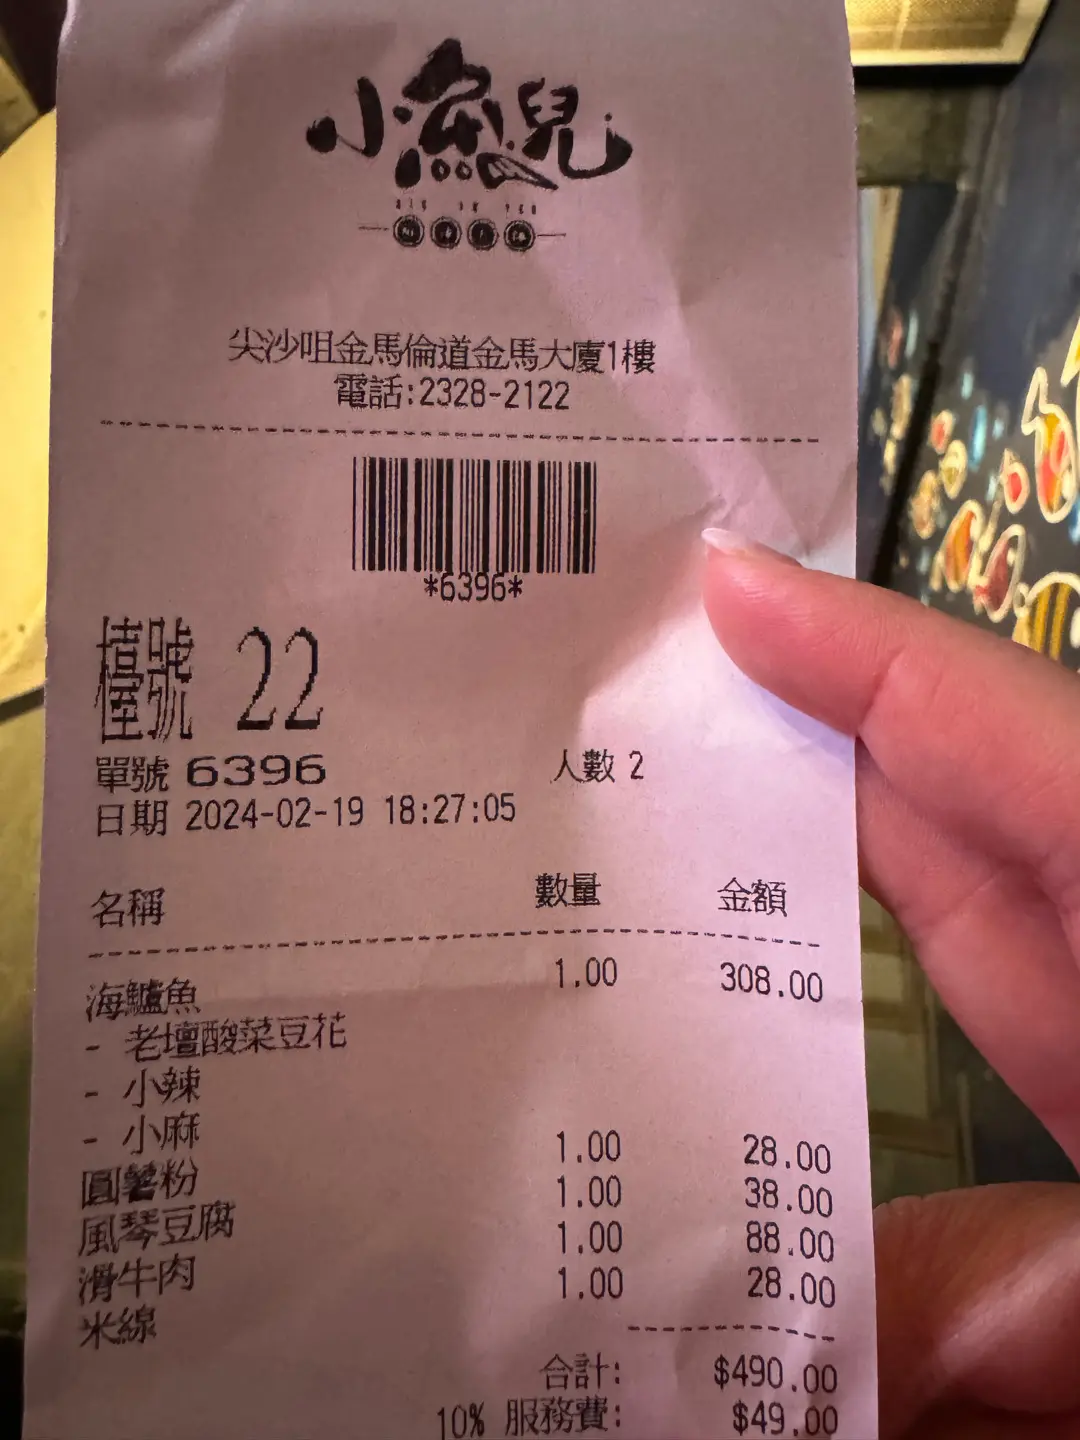 小漁兒
尖沙咀金馬倫道金馬大廈1樓
電話:2328-2122
*6396*
檯號 22
單號 6396 人數 2
日期 2024-02-19 18:27:05
名稱 數量 金額
海鱸魚 1.00 308.00
- 老壇酸菜豆花
- 小辣
- 小麻
圓薯粉 1.00 28.00
風琴豆腐 1.00 38.00
滑牛肉 1.00 88.00
米線 1.00 28.00
合計: $490.00
10% 服務費: $49.00